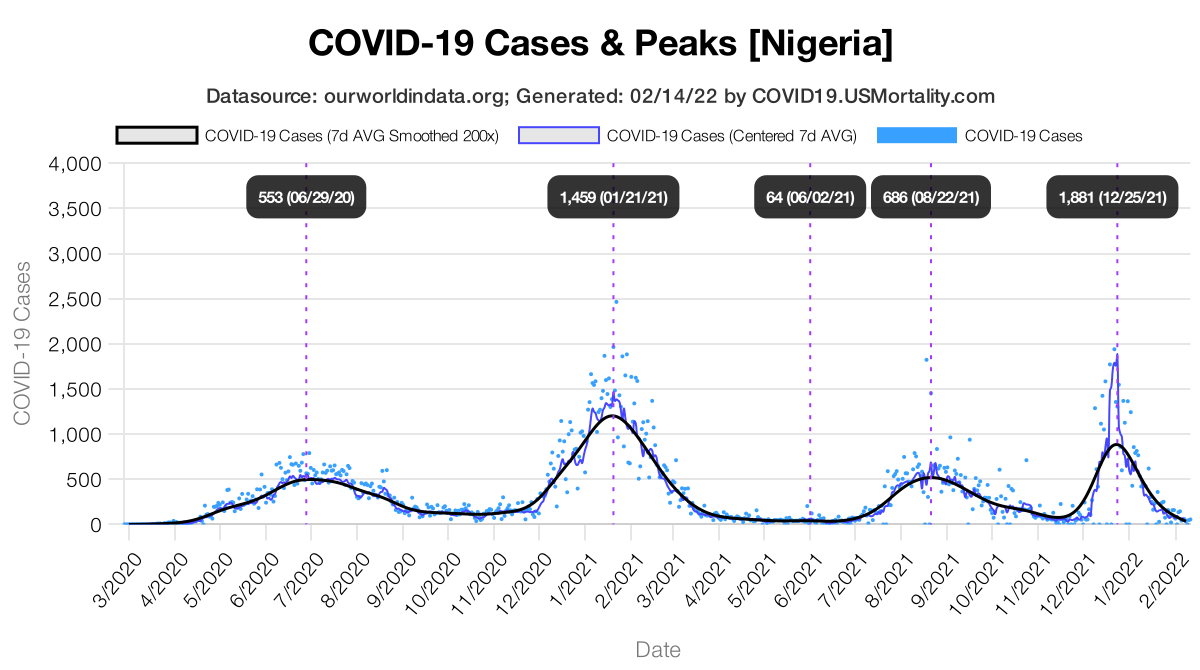 COVID-19 Cases & Peaks [Nigeria]
Datasource: ourworldindata.org; Generated: 02/14/22 by COVID19.USMortality.com
COVID-19 Cases (7d AVG Smoothed 200x) COVID-19 Cases (Centered 7d AVG) COVID-19 Cases
4,000
553 (06/29/20) 1,459 (01/21/21) 64 (06/02/21) 686 (08/22/21) 1,881 (12/25/21)
3,500
3,000
2,500
2,000
1,500
1,000
500
0
COVID-19 Cases
3/2020 4/2020 5/2020 6/2020 7/2020 8/2020 9/2020 10/2020 11/2020 12/2020 1/2021 2/2021 3/2021 4/2021 5/2021 6/2021 7/2021 8/2021 9/2021 10/2021 11/2021 12/2021 1/2022 2/2022
Date